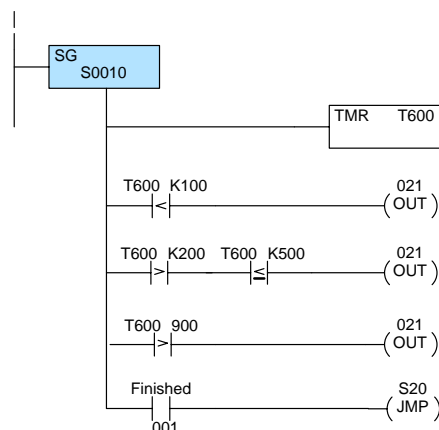 SG
S0010
TMR T600
T600 K100
<
021
OUT
T600 K200
>
T600 K500
≤
021
OUT
T600 900
>
021
OUT
Finished
001
S20
JMP